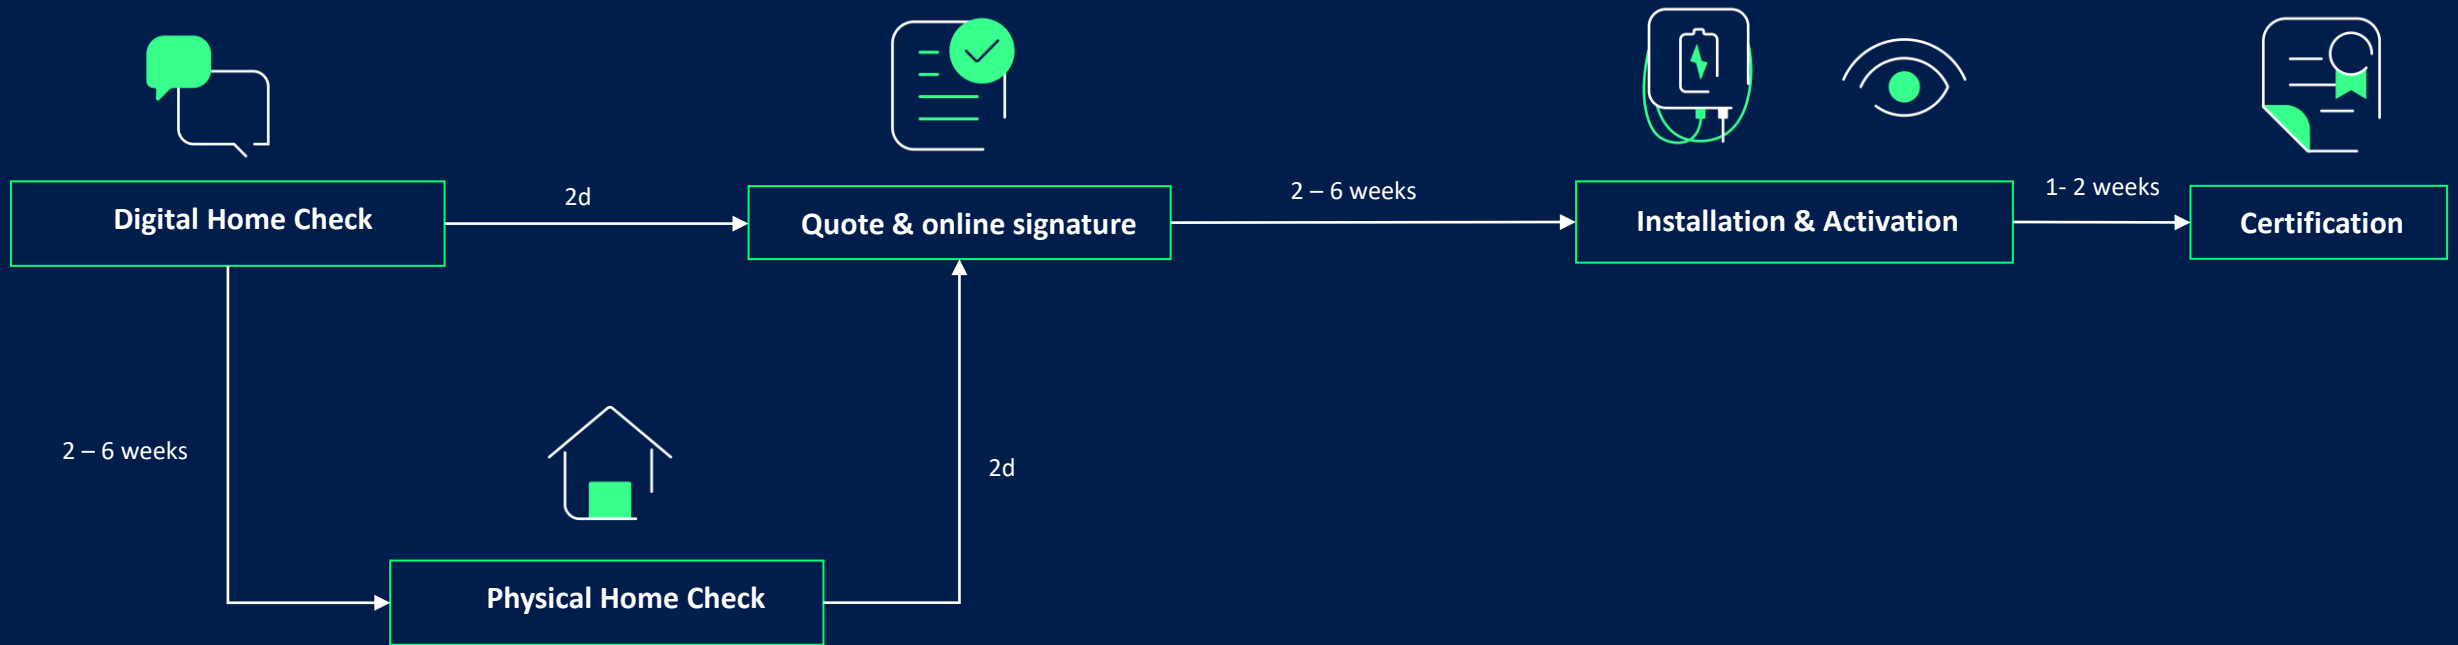 Digital Home Check
2d
Quote & online signature
2 – 6 weeks
Installation & Activation
1- 2 weeks
Certification
2 – 6 weeks
2d
Physical Home Check